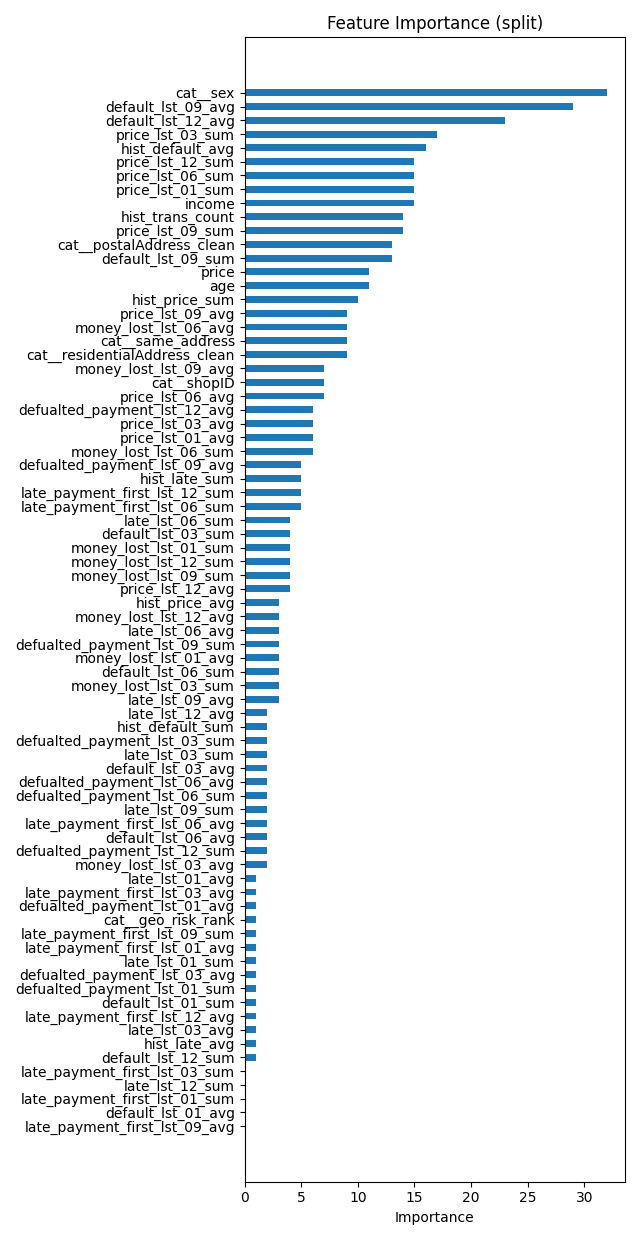 Feature Importance (split)
cat__sex
default_lst_09_avg
default_lst_12_avg
price_lst_03_sum
hist_default_avg
price_lst_12_sum
price_lst_06_sum
price_lst_01_sum
income
hist_trans_count
price_lst_09_sum
cat__postalAddress_clean
default_lst_09_sum
price
age
hist_price_sum
price_lst_09_avg
money_lost_lst_06_avg
cat__same_address
cat__residentialAddress_clean
money_lost_lst_09_avg
cat__shopID
price_lst_06_avg
defualted_payment_lst_12_avg
price_lst_03_avg
price_lst_01_avg
money_lost_lst_06_sum
defualted_payment_lst_09_avg
hist_late_sum
late_payment_first_lst_12_sum
late_payment_first_lst_06_sum
late_lst_06_sum
default_lst_03_sum
money_lost_lst_01_sum
money_lost_lst_12_sum
money_lost_lst_09_sum
price_lst_12_avg
hist_price_avg
money_lost_lst_12_avg
late_lst_06_avg
defualted_payment_lst_09_sum
money_lost_lst_01_avg
default_lst_06_sum
money_lost_lst_03_sum
late_lst_09_avg
late_lst_12_avg
hist_default_sum
defualted_payment_lst_03_sum
late_lst_03_sum
default_lst_03_avg
defualted_payment_lst_06_avg
defualted_payment_lst_06_sum
late_lst_09_sum
late_payment_first_lst_06_avg
default_lst_06_avg
defualted_payment_lst_12_sum
money_lost_lst_03_avg
late_lst_01_avg
late_payment_first_lst_03_avg
defualted_payment_lst_01_avg
cat__geo_risk_rank
late_payment_first_lst_09_sum
late_payment_first_lst_01_avg
late_lst_01_sum
defualted_payment_lst_03_avg
defualted_payment_lst_01_sum
default_lst_01_sum
late_payment_first_lst_12_avg
late_lst_03_avg
hist_late_avg
default_lst_12_sum
late_payment_first_lst_03_sum
late_lst_12_sum
late_payment_first_lst_01_sum
default_lst_01_avg
late_payment_first_lst_09_avg
0 5 10 15 20 25 30
Importance